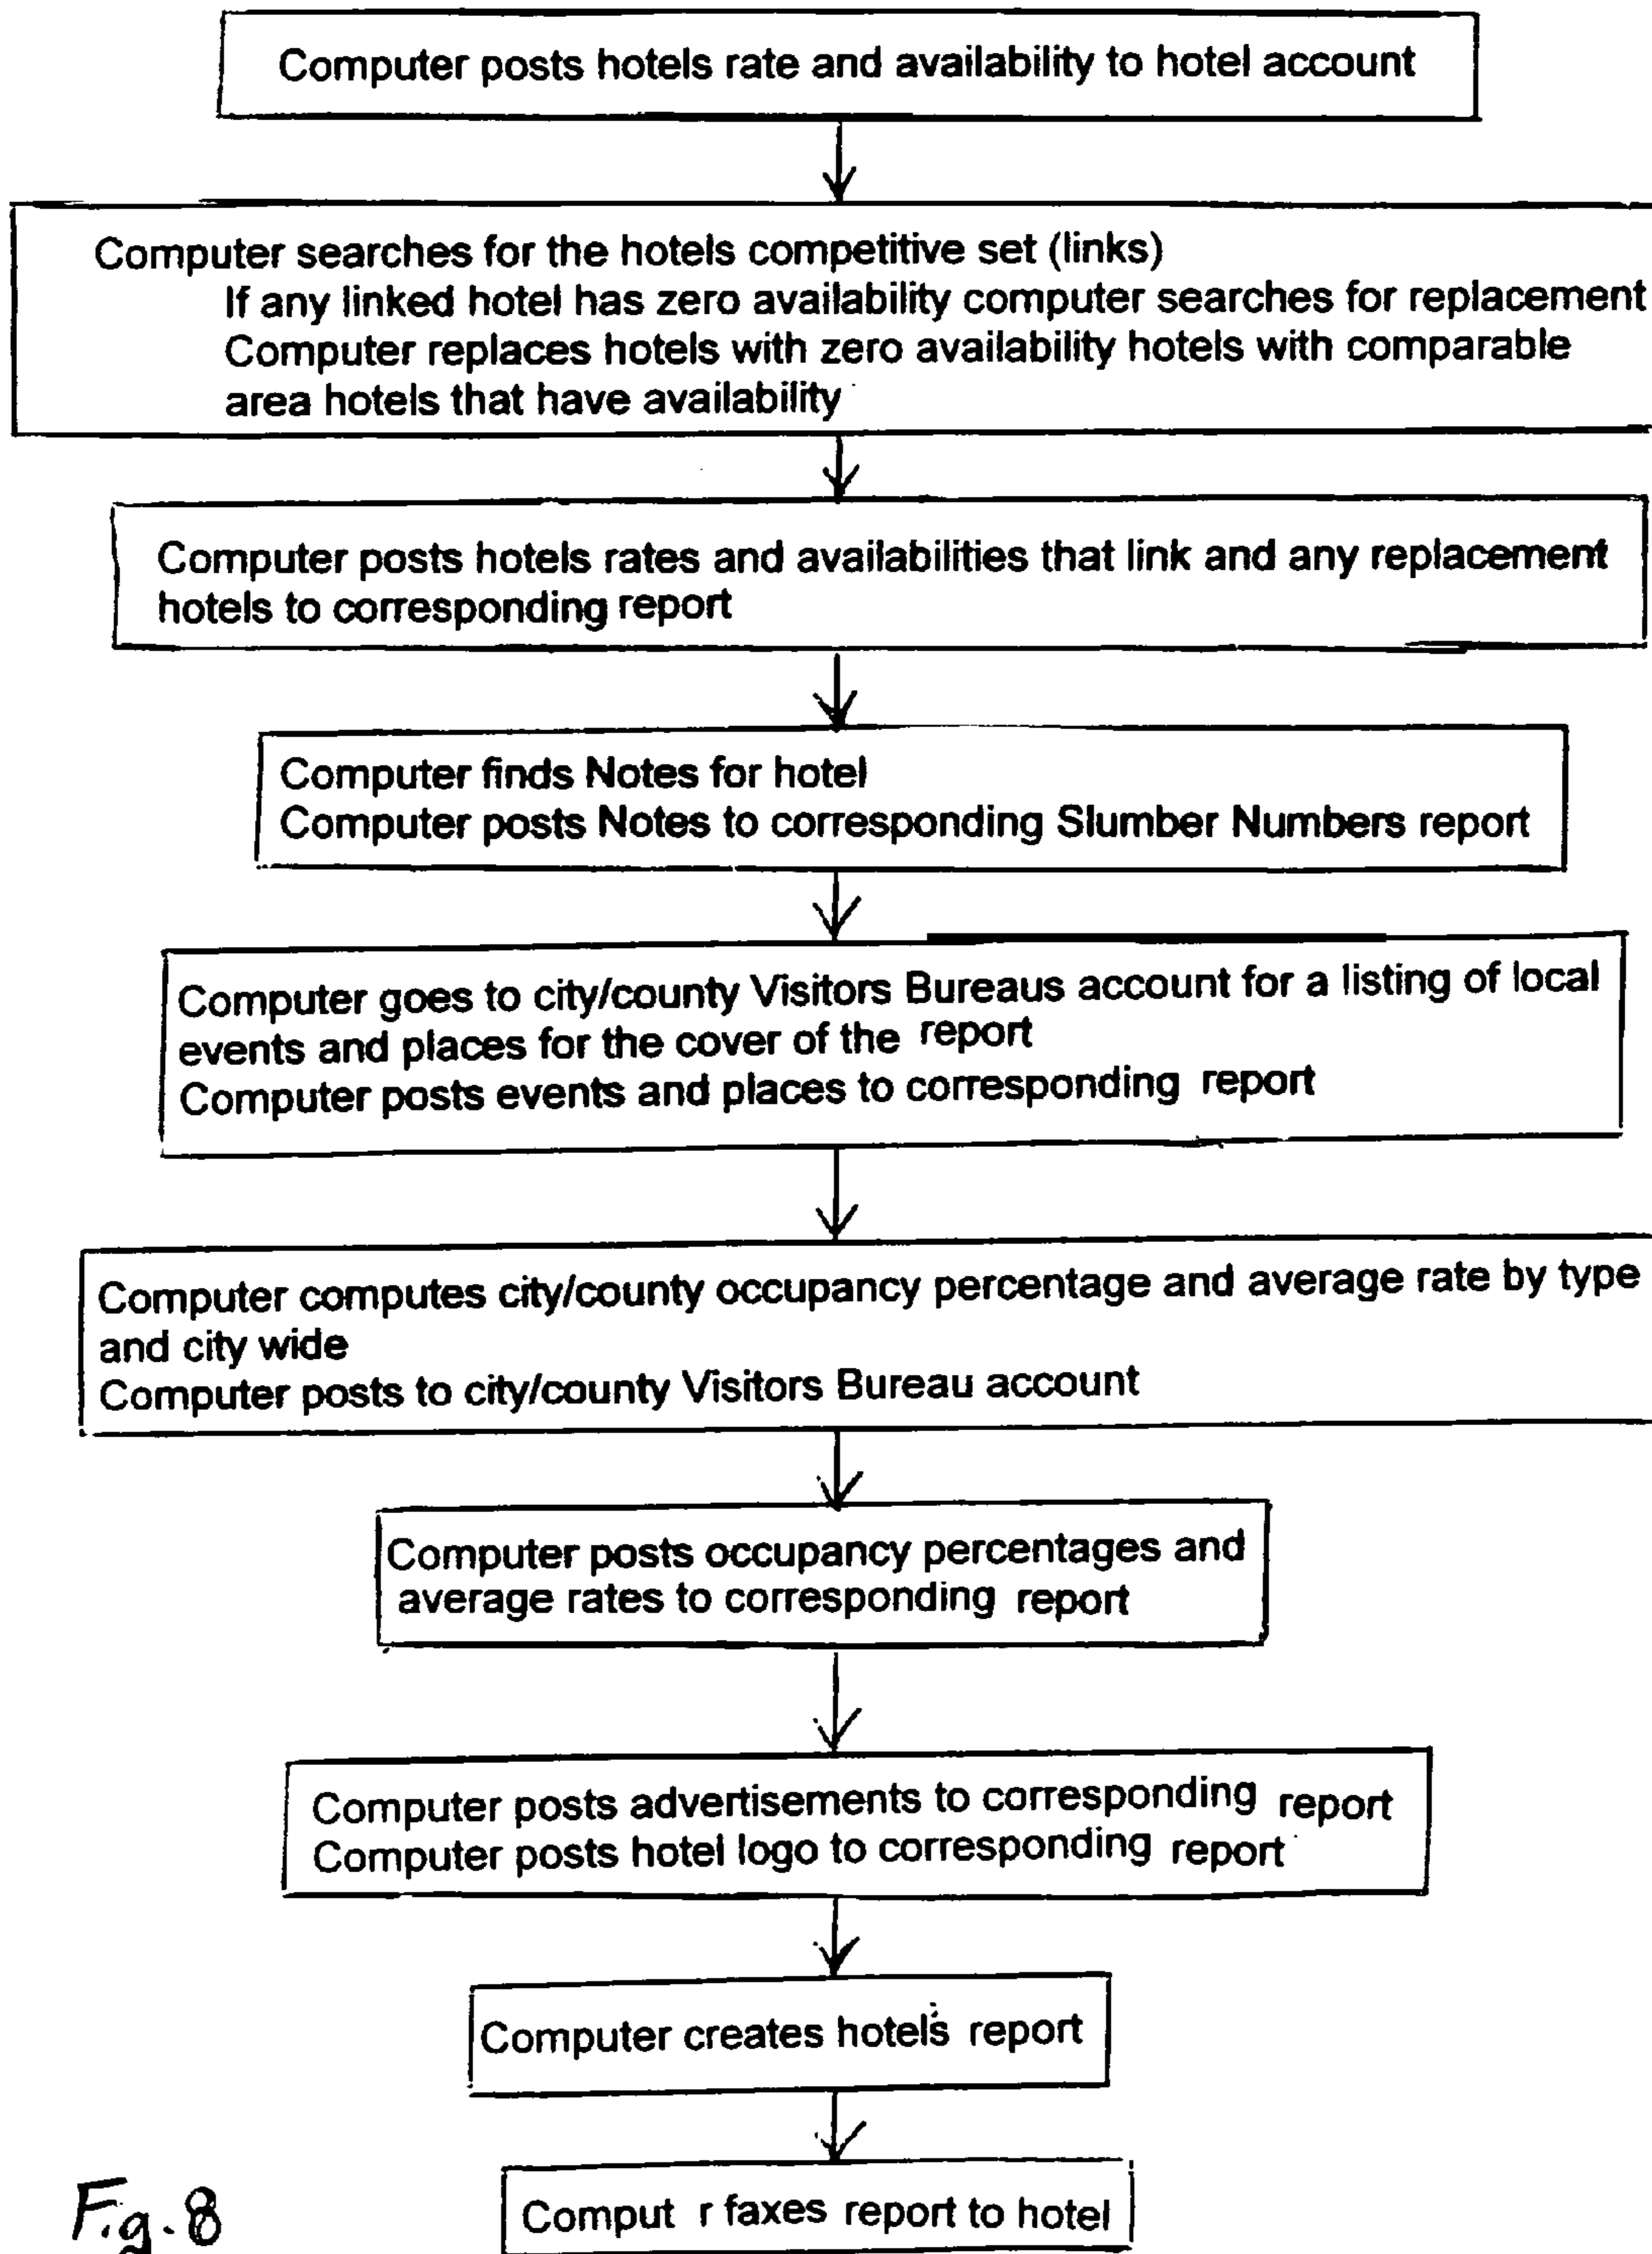 Computer posts hotels rate and availability to hotel account
Computer searches for the hotels competitive set (links)
If any linked hotel has zero availability computer searches for replacement
Computer replaces hotels with zero availability hotels with comparable
area hotels that have availability
Computer posts hotels rates and availabilities that link and any replacement
hotels to corresponding report
Computer finds Notes for hotel
Computer posts Notes to corresponding Slumber Numbers report
Computer goes to city/county Visitors Bureaus account for a listing of local
events and places for the cover of the report
Computer posts events and places to corresponding report
Computer computes city/county occupancy percentage and average rate by type
and city wide
Computer posts to city/county Visitors Bureau account
Computer posts occupancy percentages and
average rates to corresponding report
Computer posts advertisements to corresponding report
Computer posts hotel logo to corresponding report
Computer creates hotel's report
Comput r faxes report to hotel
Fig. 8